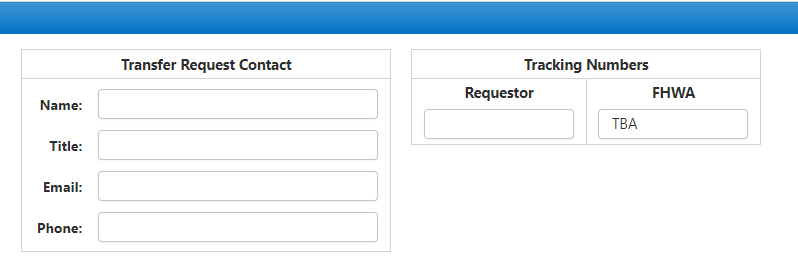 Transfer Request Contact
Name:
Title:
Email:
Phone:
Tracking Numbers
Requestor FHWA
TBA